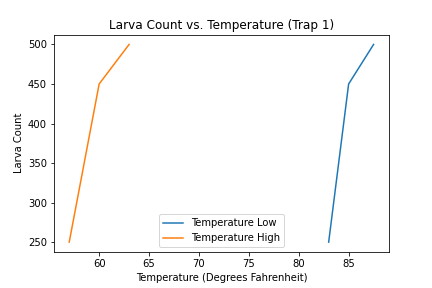 Larva Count vs. Temperature (Trap 1)
500
450
400
350
300
250
Larva Count
Temperature Low
Temperature High
60 65 70 75 80 85
Temperature (Degrees Fahrenheit)